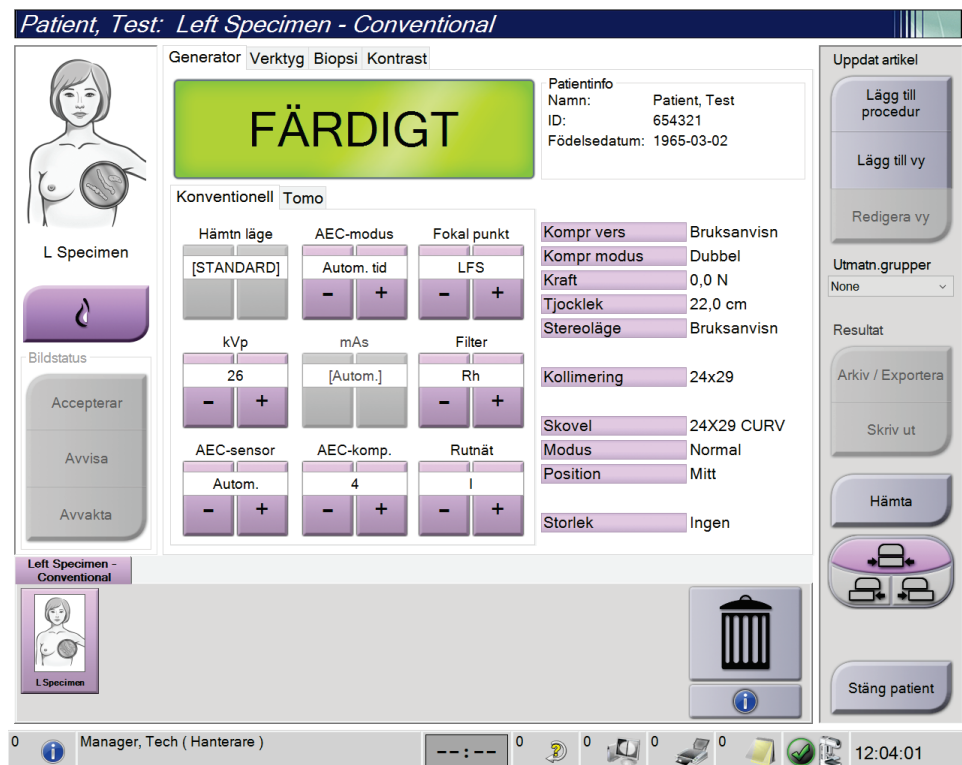 Patient, Test: Left Specimen - Conventional
Generator Verktyg Biopsi Kontrast
FÄRDIGT
Patientinfo
Namn: Patient, Test
ID: 654321
Födelsedatum: 1965-03-02
L Specimen
Bildstatus
Accepterar
Avvisa
Avvakta
Konventionell Tomo
Hämtn läge AEC-modus Fokal punkt
[STANDARD] Autom. tid LFS
- + - +
kVp mAs Filter
26 [Autom.] Rh
- + - +
AEC-sensor AEC-komp. Rutnät
Autom. 4 I
- + - + - +
Kompr vers Bruksanvisn
Kompr modus Dubbel
Kraft 0,0 N
Tjocklek 22,0 cm
Stereoläge Bruksanvisn
Kollimering 24x29
Skovel 24X29 CURV
Modus Normal
Position Mitt
Storlek Ingen
Uppdat artikel
Lägg till
procedur
Lägg till vy
Redigera vy
Utmatn.grupper
None
Resultat
Arkiv / Exportera
Skriv ut
Hämta
Stäng patient
Left Specimen -
Conventional
L Specimen
0 Manager, Tech ( Hanterare ) --:-- 0 0 0 0 12:04:01